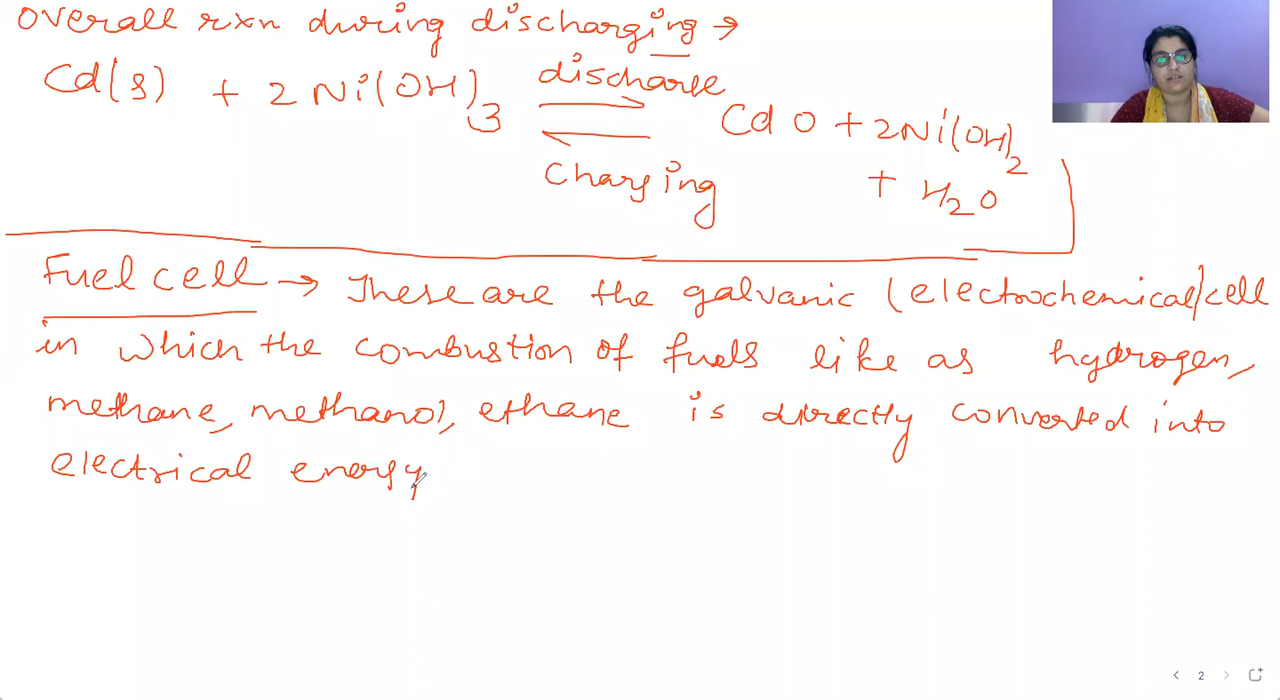 overall rxn during discharging →
Cd(s) + 2Ni(OH)3 discharge ⇌ charging CdO + 2Ni(OH)2
+ H2O
Fuel cell → These are the galvanic (electrochemical) cell
in which the combustion of fuels like as hydrogen,
methane, methanol, ethane is directly converted into
electrical energy
2